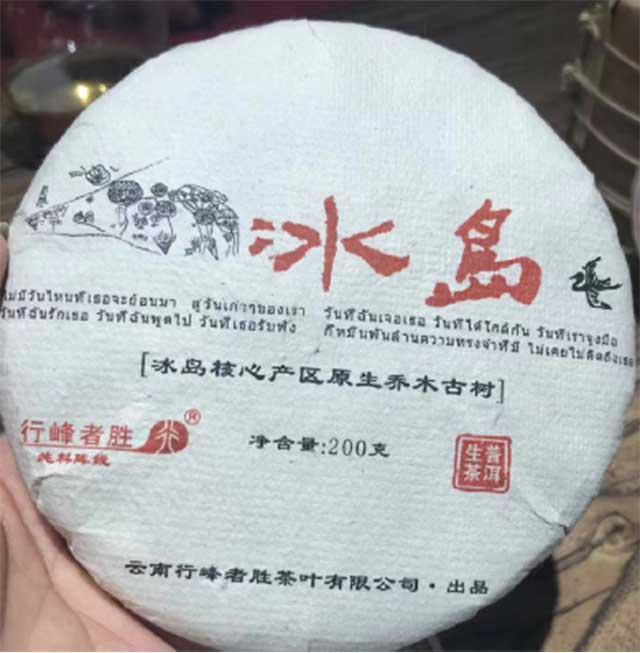 冰岛
ไม่มีวันไหนที่เธอจะย้อนมา สู่วันเก่าๆของเรา วันที่ฉันเจอเธอ วันที่ได้ใกล้กัน วันที่เราจูงมือ
วันที่ฉันรักเธอ วันที่ฉันพูดไป วันที่เธอรับฟัง ก็หมื่นพันล้านความทรงจำที่มี ไม่เคยไม่คิดถึงเธอ
[冰岛核心产区原生乔木古树]
行峰者胜®
净含量:200克
普洱
生茶
云南行峰者胜茶叶有限公司·出品